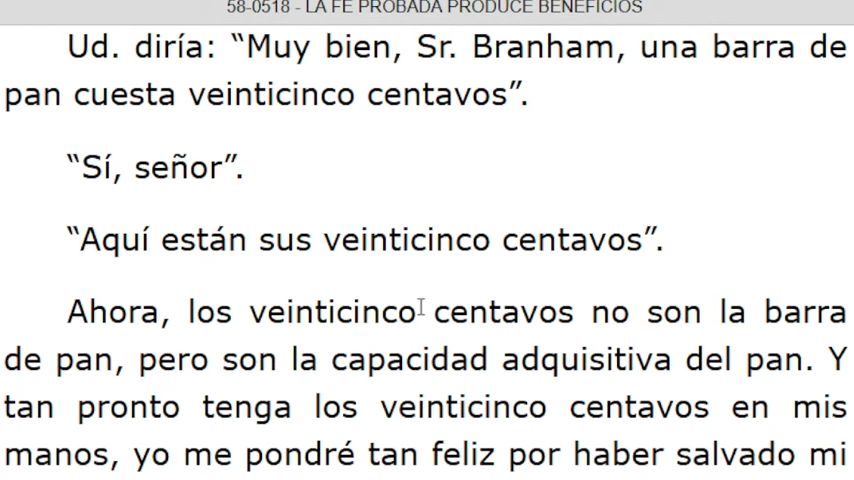 58-0518 - LA FE PROBADA PRODUCE BENEFICIOS
Ud. diría: “Muy bien, Sr. Branham, una barra de
pan cuesta veinticinco centavos”.
“Sí, señor”.
“Aquí están sus veinticinco centavos”.
Ahora, los veinticinco centavos no son la barra
de pan, pero son la capacidad adquisitiva del pan. Y
tan pronto tenga los veinticinco centavos en mis
manos, yo me pondré tan feliz por haber salvado mi